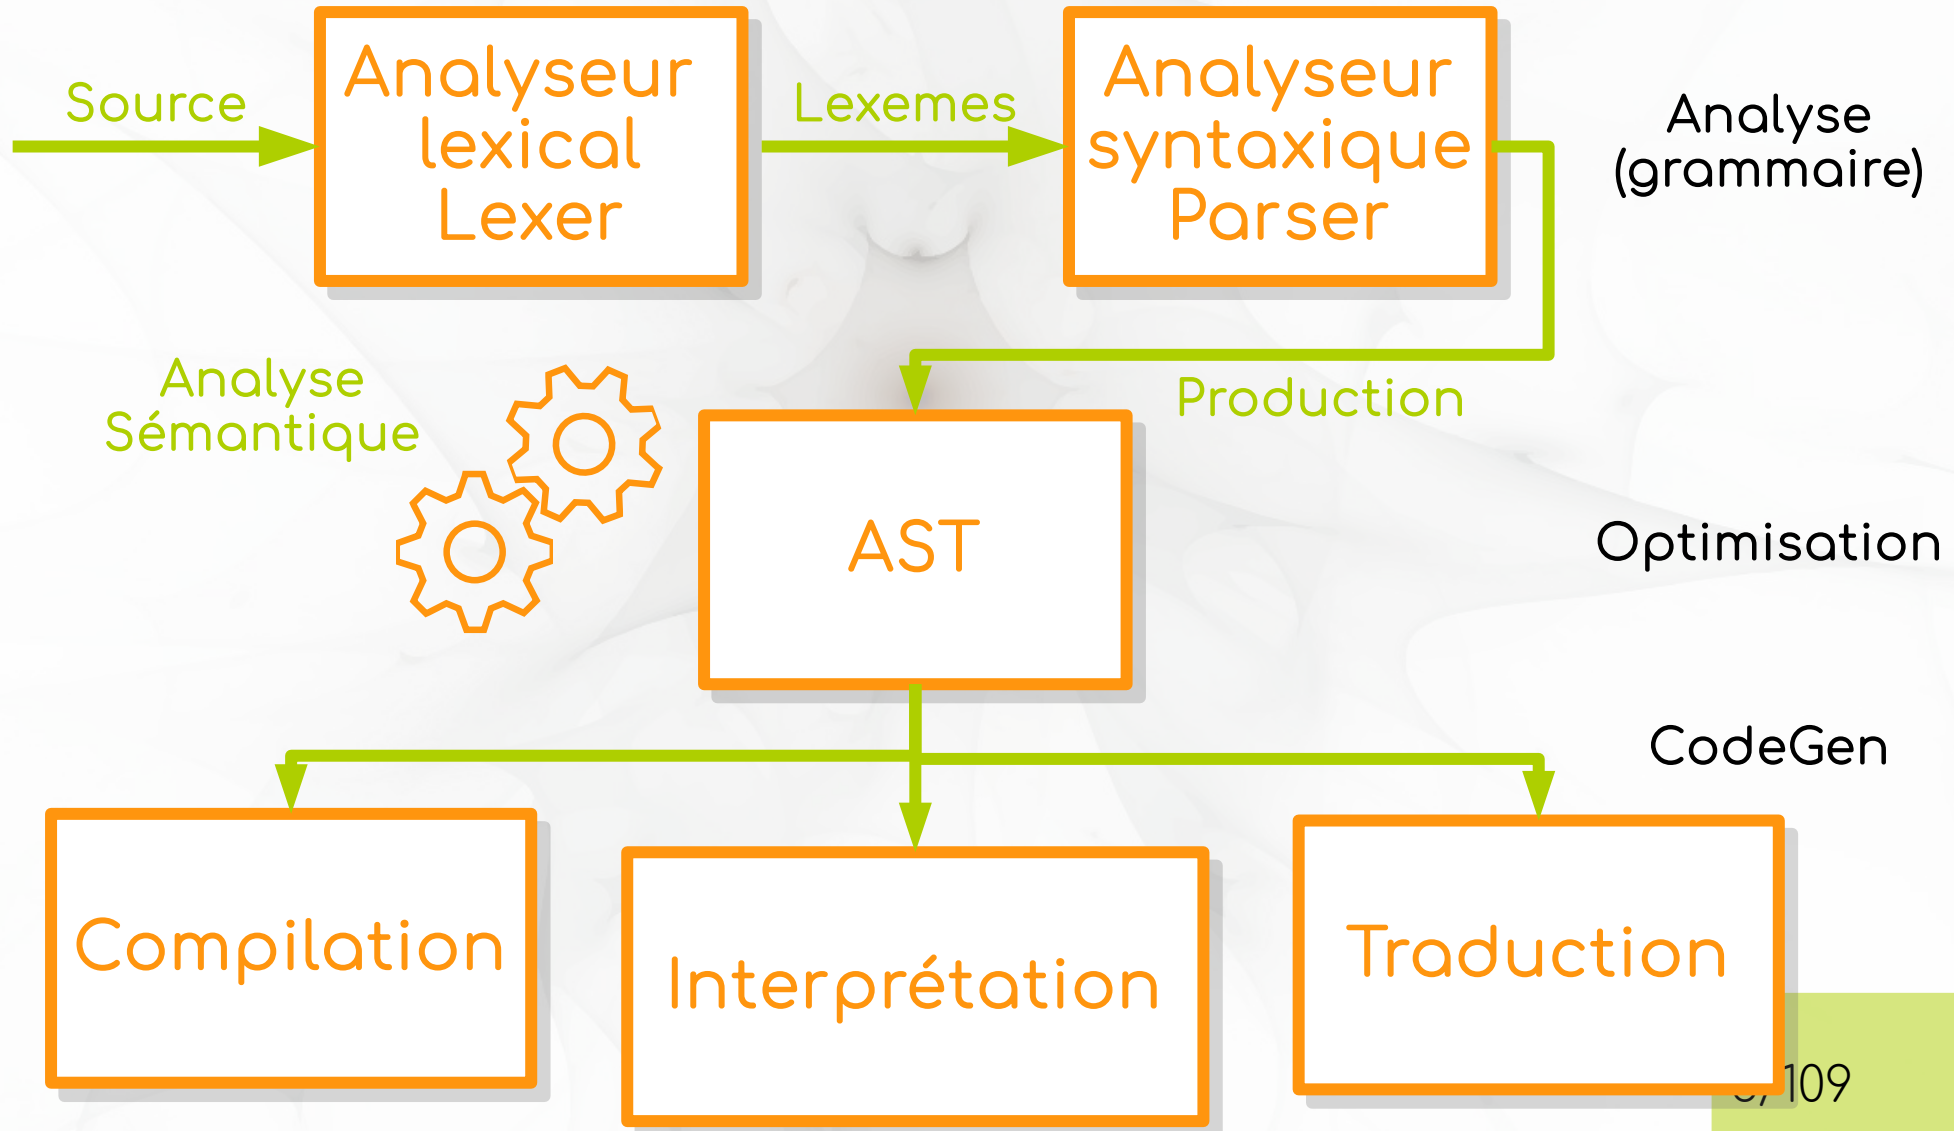 Source
Analyseur
lexical
Lexer
Lexemes
Analyseur
syntaxique
Parser
Analyse
(grammaire)
Analyse
Sémantique
Production
AST
Optimisation
CodeGen
Compilation
Interprétation
Traduction
/109